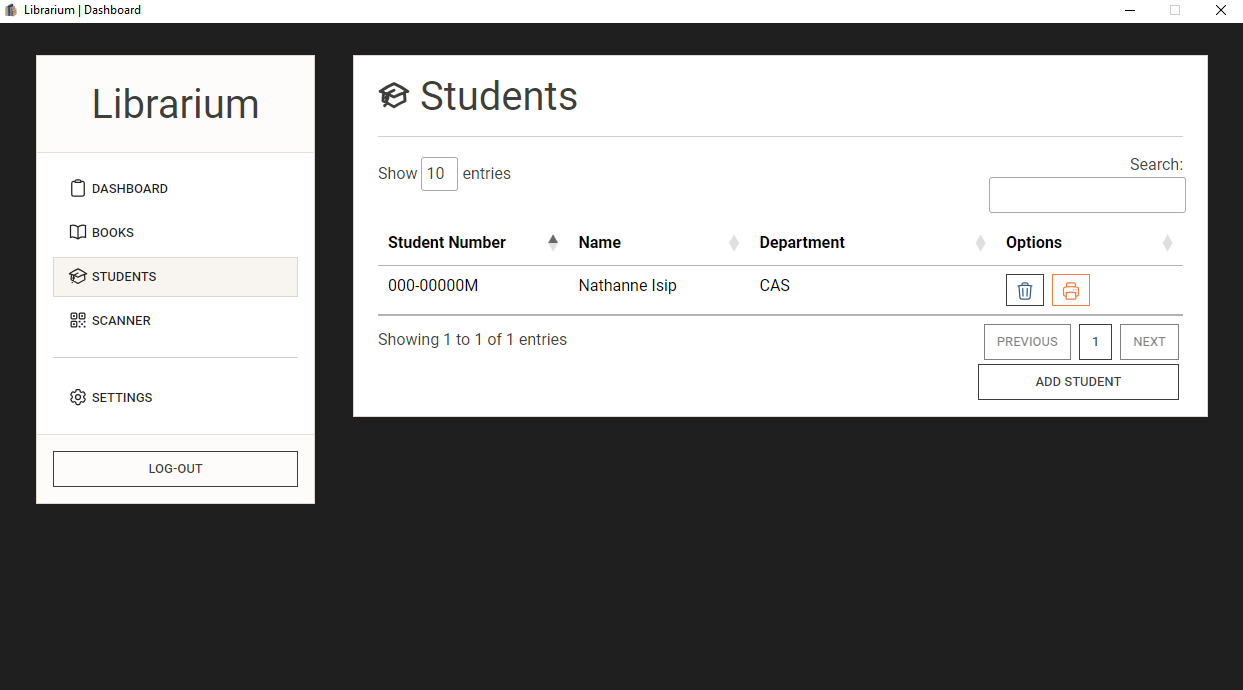 Librarium | Dashboard
Librarium
DASHBOARD
BOOKS
STUDENTS
SCANNER
SETTINGS
LOG-OUT
Students
Show 10 entries
Search:
Student Number Name Department Options
000-00000M Nathanne Isip CAS
Showing 1 to 1 of 1 entries
PREVIOUS 1 NEXT
ADD STUDENT